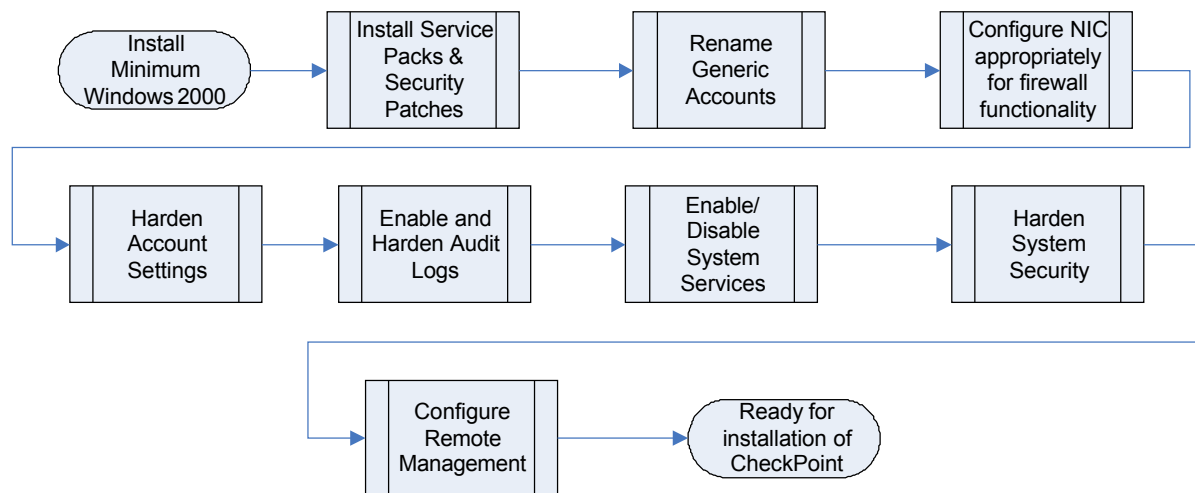 Install
Minimum
Windows 2000
Install Service
Packs &
Security
Patches
Rename
Generic
Accounts
Configure NIC
appropriately
for firewall
functionality
Harden
Account
Settings
Enable and
Harden Audit
Logs
Enable/
Disable
System
Services
Harden
System
Security
Configure
Remote
Management
Ready for
installation of
CheckPoint